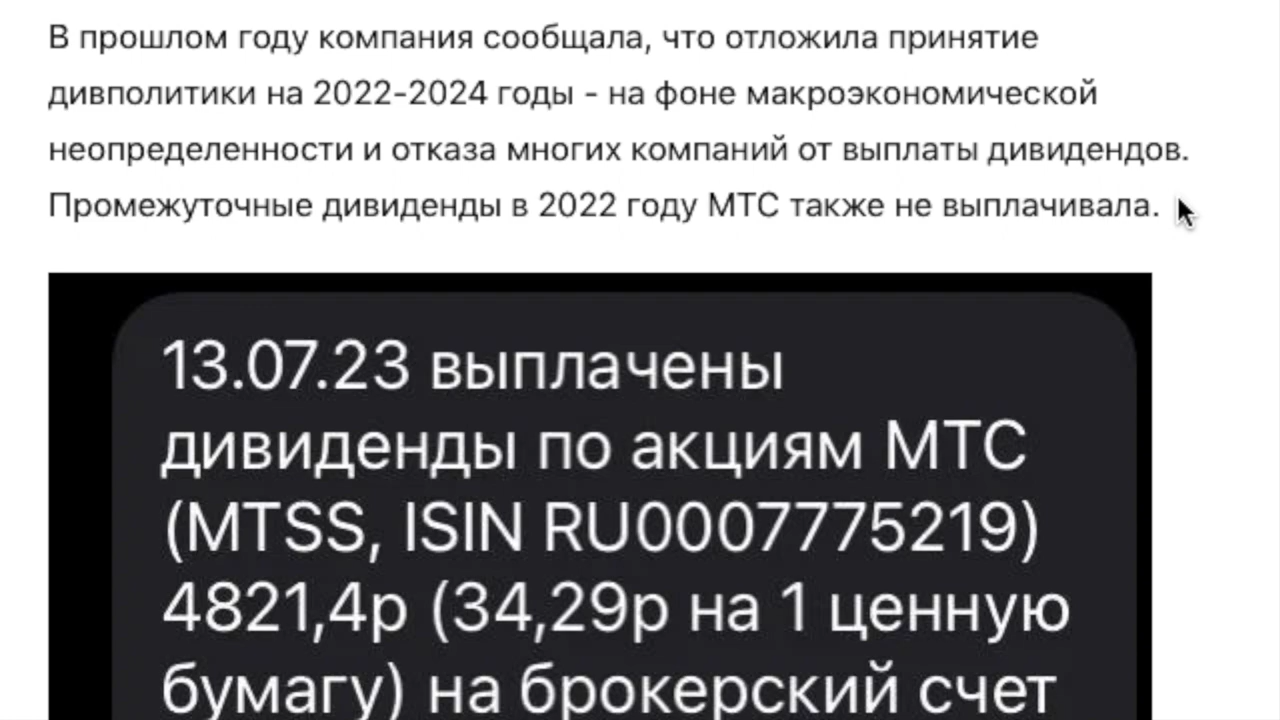 В прошлом году компания сообщала, что отложила принятие
дивполитики на 2022-2024 годы - на фоне макроэкономической
неопределенности и отказа многих компаний от выплаты дивидендов.
Промежуточные дивиденды в 2022 году МТС также не выплачивала.
13.07.23 выплачены
дивиденды по акциям МТС
(MTSS, ISIN RU0007775219)
4821,4р (34,29р на 1 ценную
бумагу) на брокерский счет